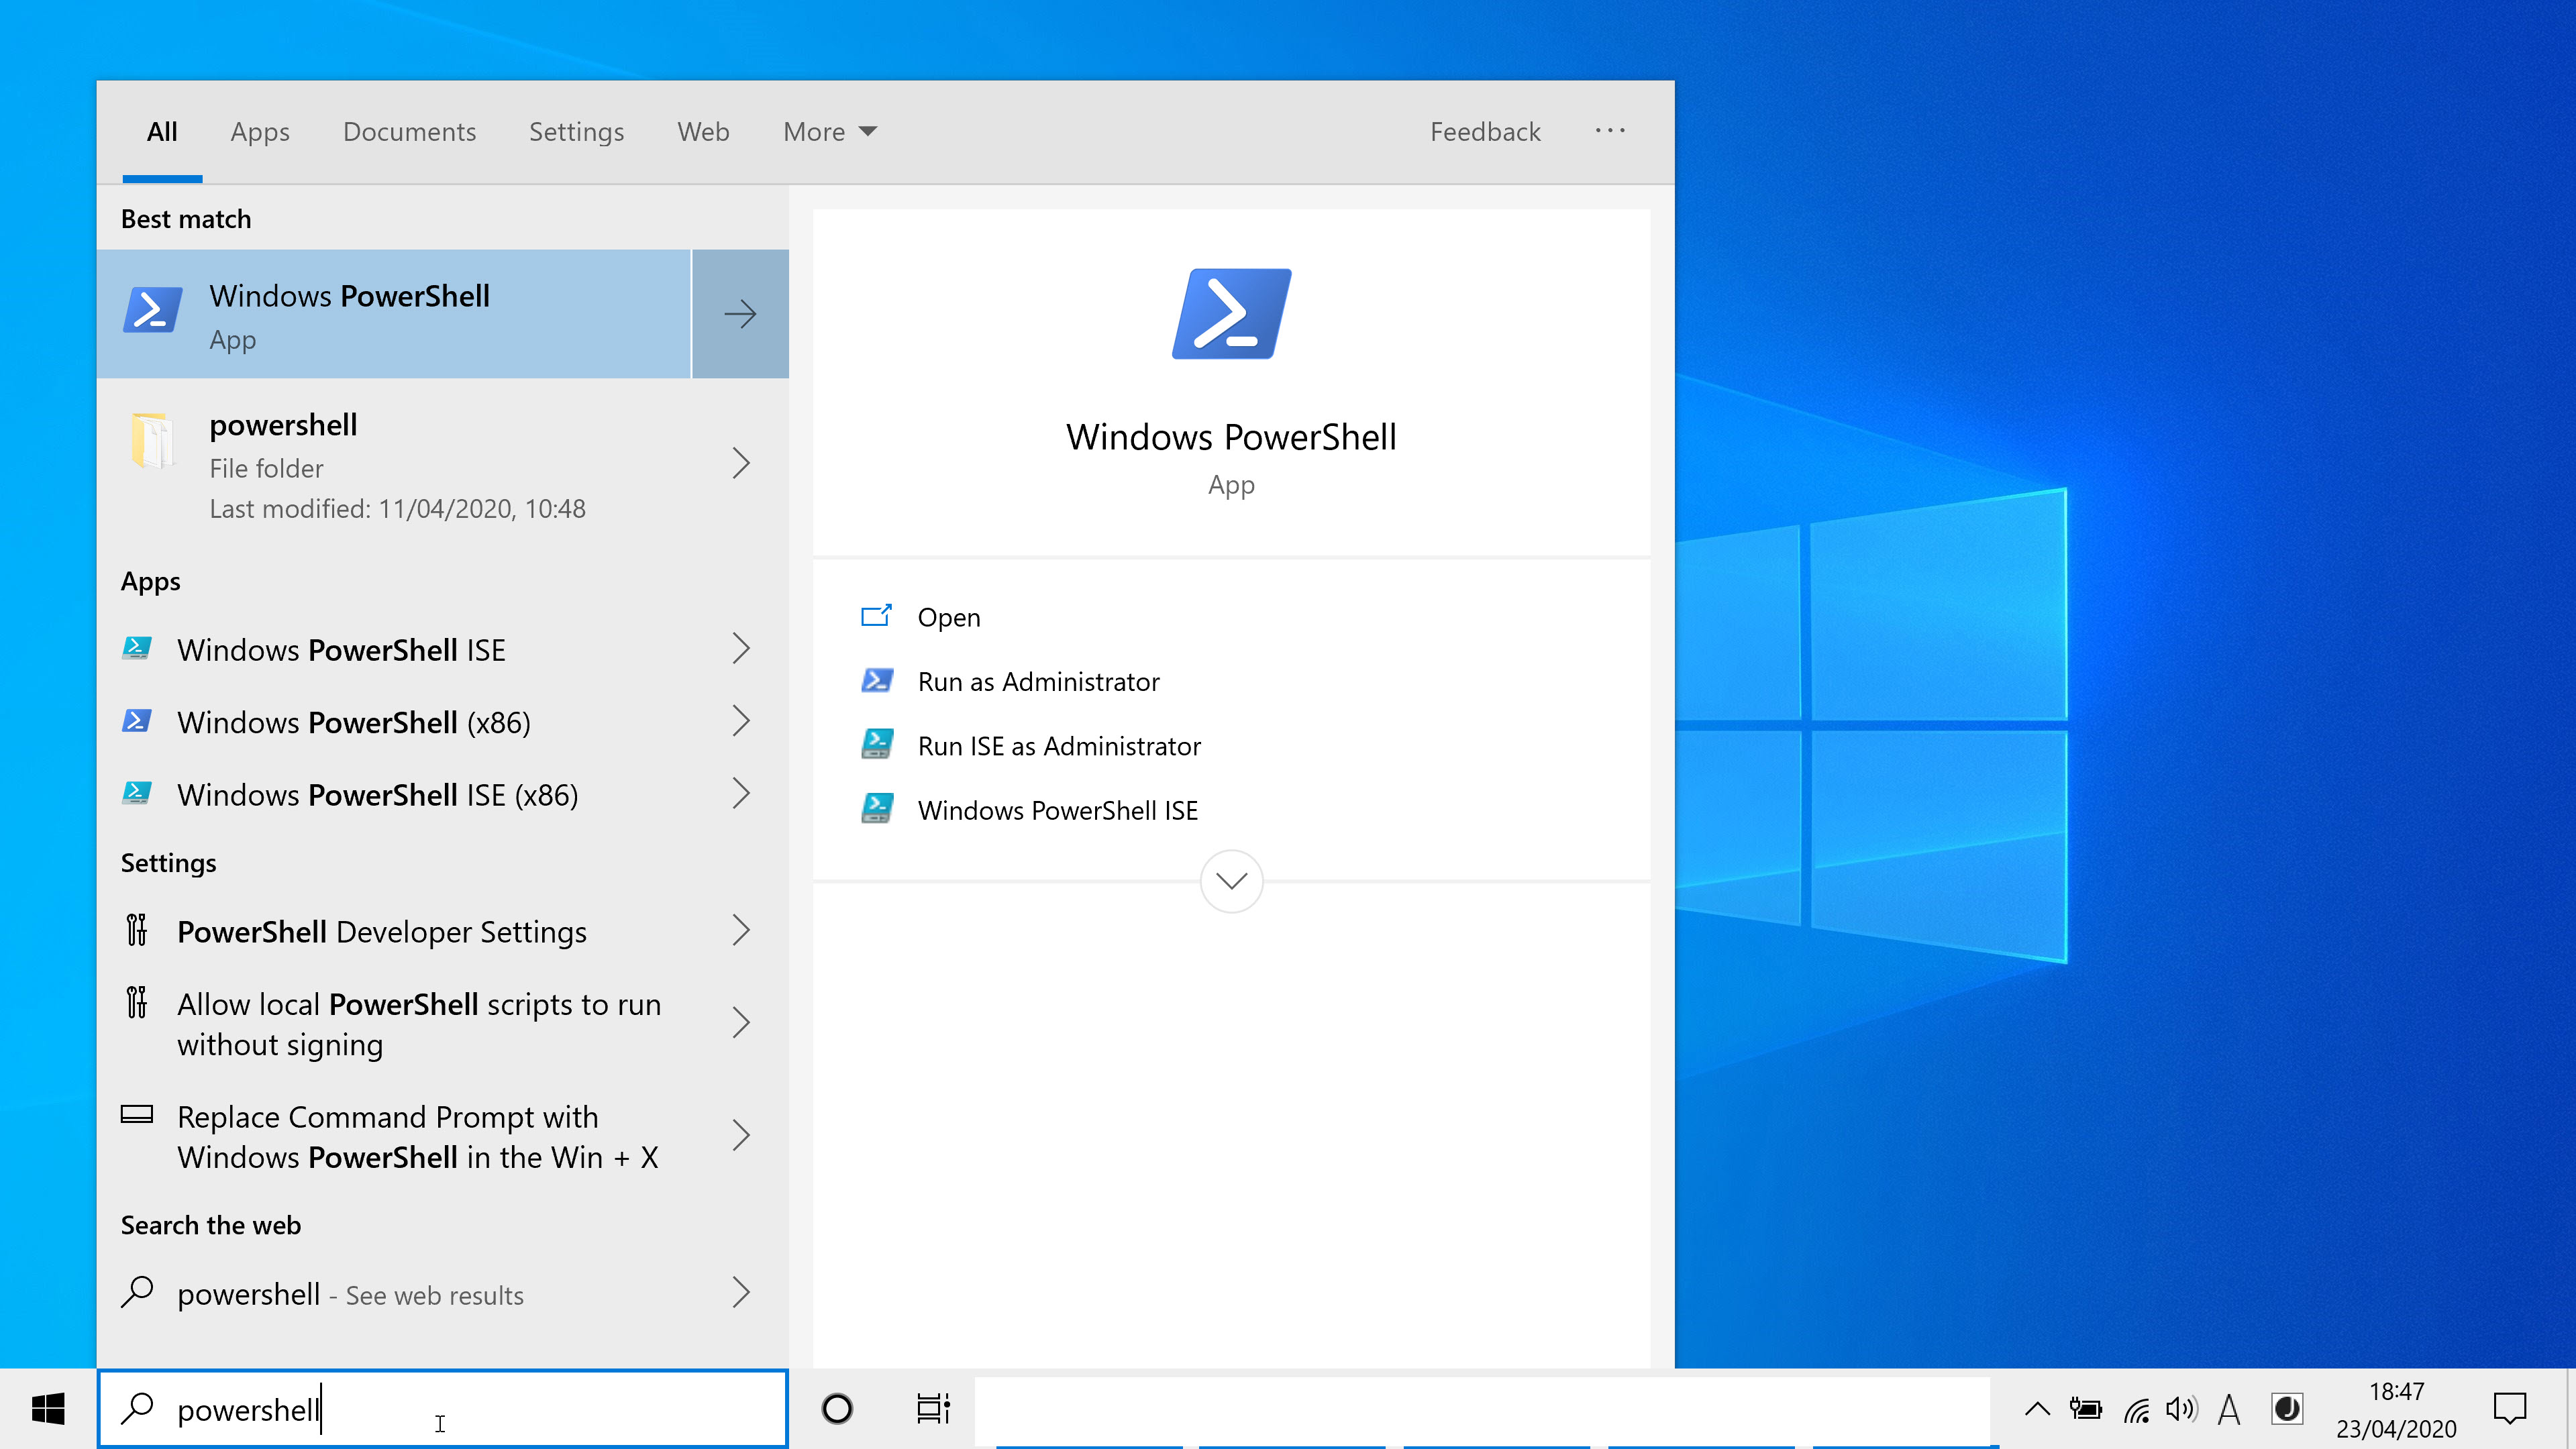 All Apps Documents Settings Web More Feedback ...
Best match
Windows PowerShell
App
powershell
File folder
Last modified: 11/04/2020, 10:48
Apps
Windows PowerShell ISE
Windows PowerShell (x86)
Windows PowerShell ISE (x86)
Settings
PowerShell Developer Settings
Allow local PowerShell scripts to run
without signing
Replace Command Prompt with
Windows PowerShell in the Win + X
Search the web
powershell - See web results
Windows PowerShell
App
Open
Run as Administrator
Run ISE as Administrator
Windows PowerShell ISE
powershell
A
18:47
23/04/2020